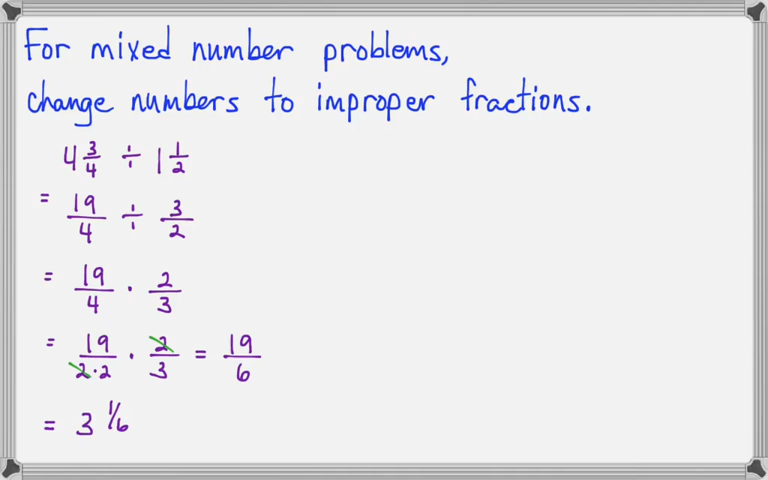 For mixed number problems,
change numbers to improper fractions.
4 3/4 ÷ 1 1/2
= 19/4 ÷ 3/2
= 19/4 · 2/3
= 19/2·2 · 2/3 = 19/6
= 3 1/6